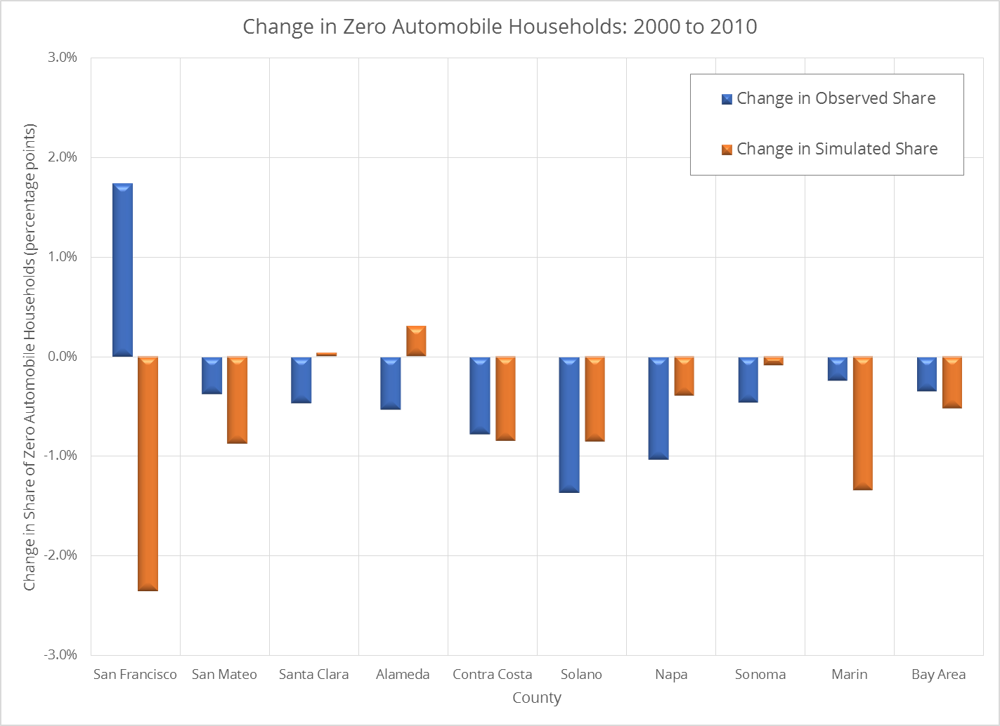 Change in Zero Automobile Households: 2000 to 2010
Change in Observed Share
Change in Simulated Share
Change in Share of Zero Automobile Households (percentage points)
3.0%
2.0%
1.0%
0.0%
-1.0%
-2.0%
-3.0%
San Francisco San Mateo Santa Clara Alameda Contra Costa Solano Napa Sonoma Marin Bay Area
County